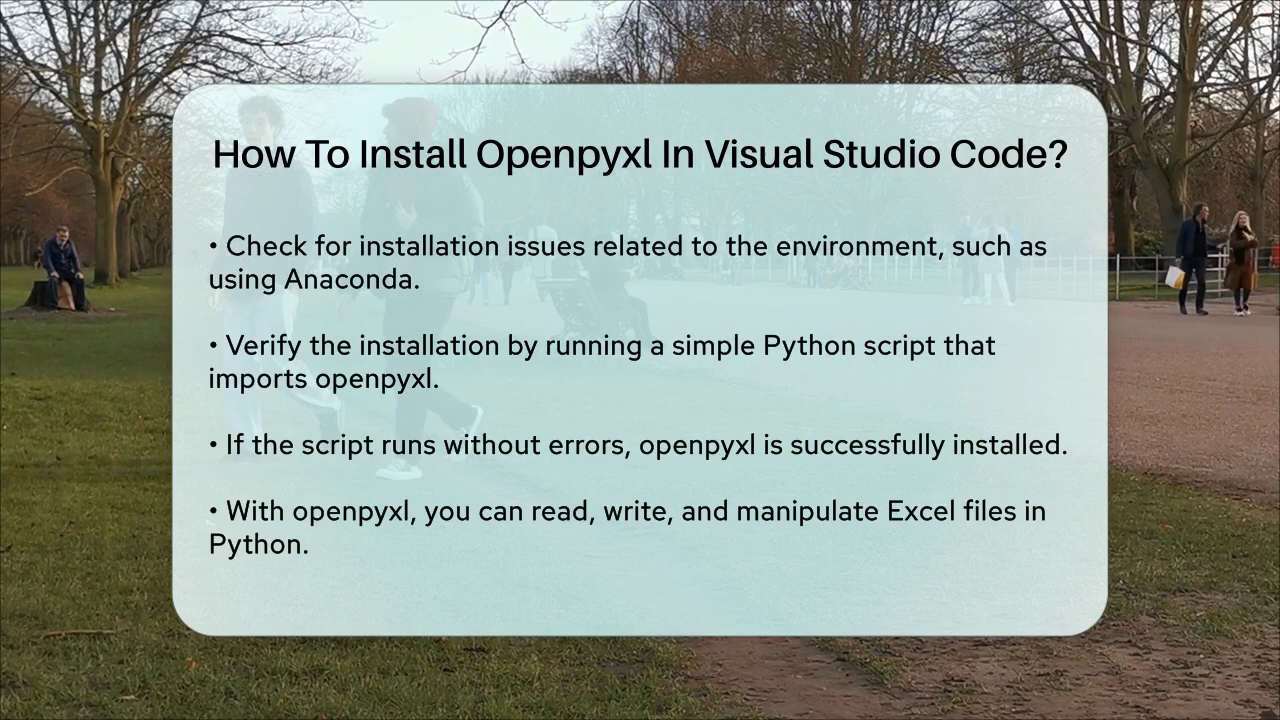 How To Install Openpyxl In Visual Studio Code?
• Check for installation issues related to the environment, such as
using Anaconda.
• Verify the installation by running a simple Python script that
imports openpyxl.
• If the script runs without errors, openpyxl is successfully installed.
• With openpyxl, you can read, write, and manipulate Excel files in
Python.